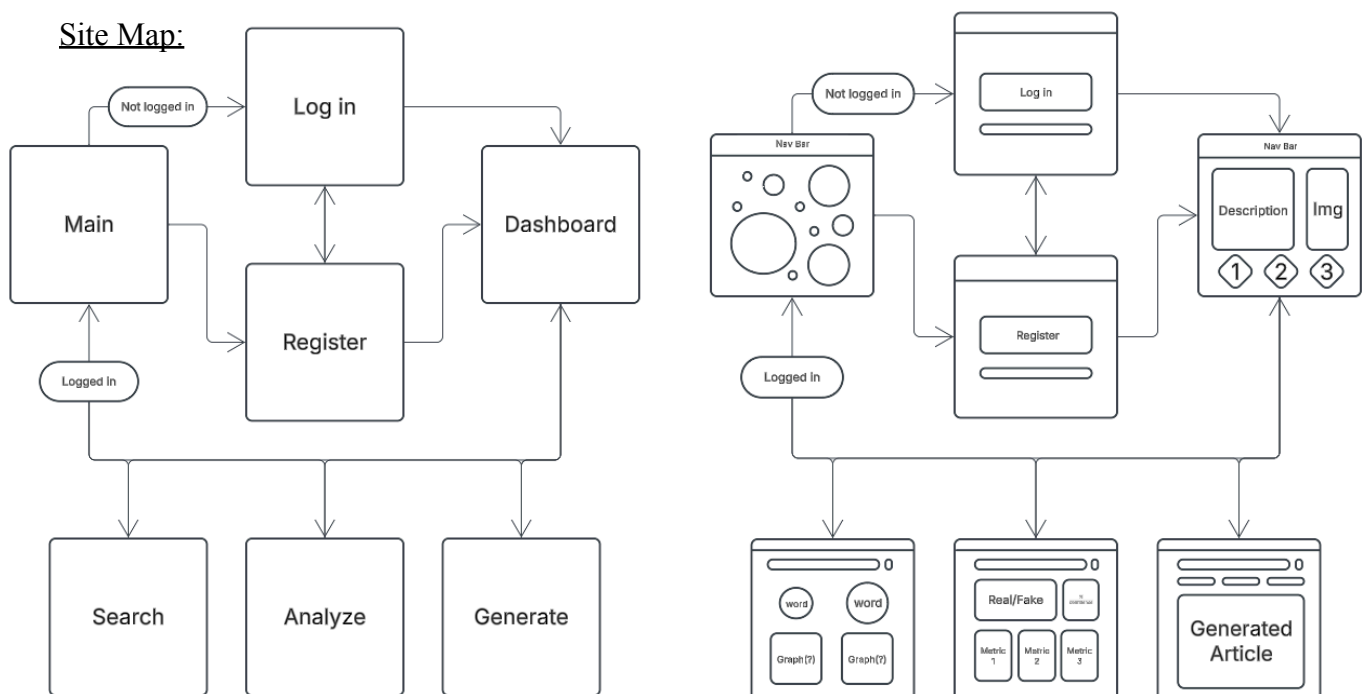 Site Map:
Not logged in
Log in
Main
Dashboard
Register
Logged in
Search
Analyze
Generate
Not logged in
Log in
Nav Bar
Nav Bar
Description
Img
1
2
3
Register
Logged in
word
word
Graph(?)
Graph(?)
Real/Fake
Metric
1
Metric
2
Metric
3
Generated
Article